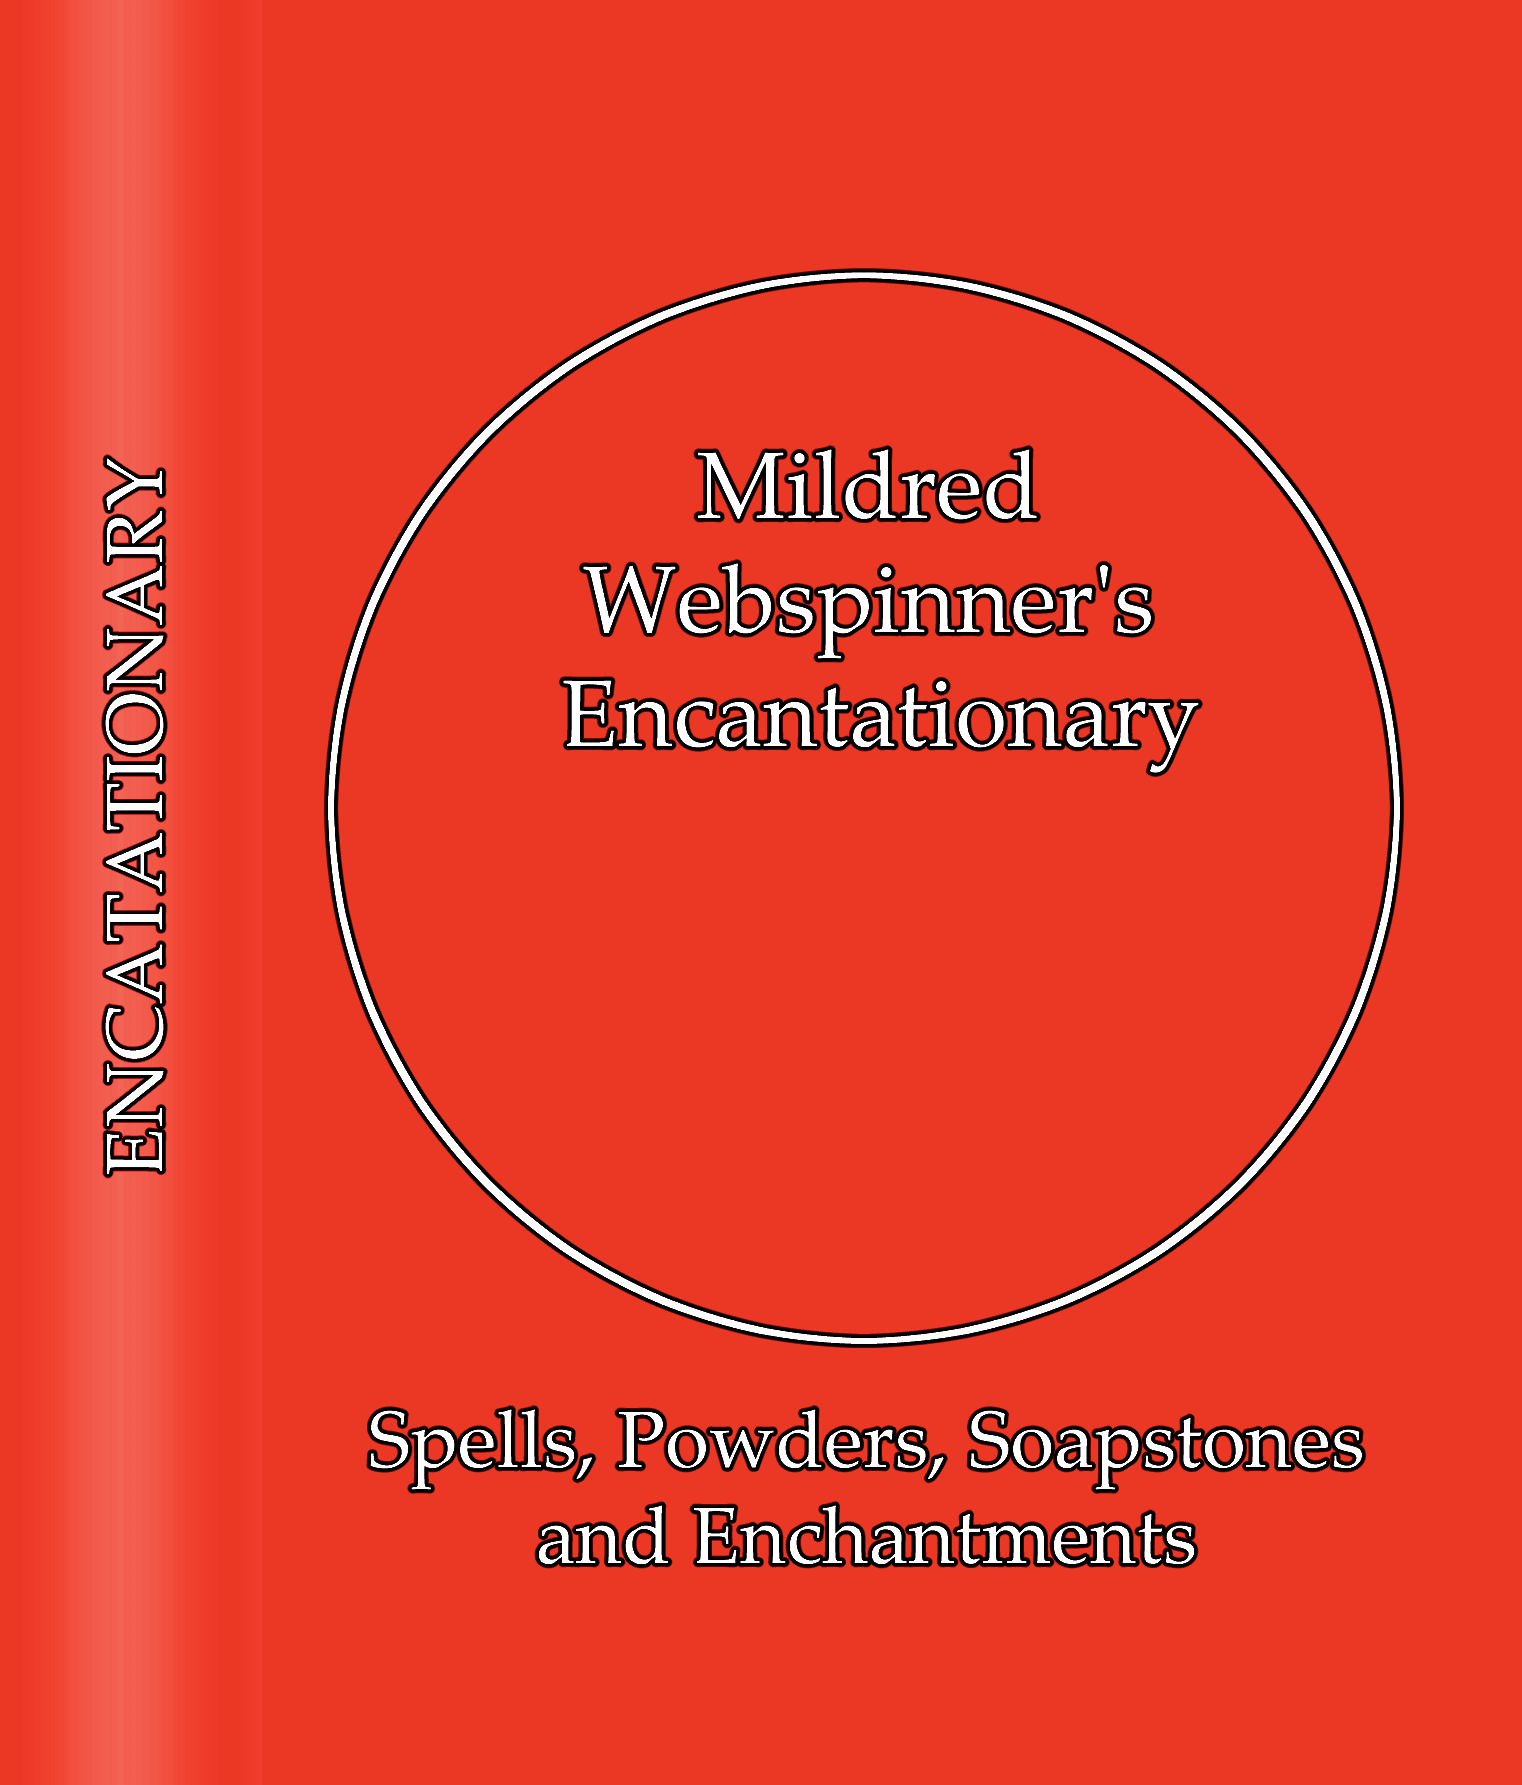 ENCATATIONARY
Mildred
Webspinner's
Encantationary
Spells, Powders, Soapstones
and Enchantments